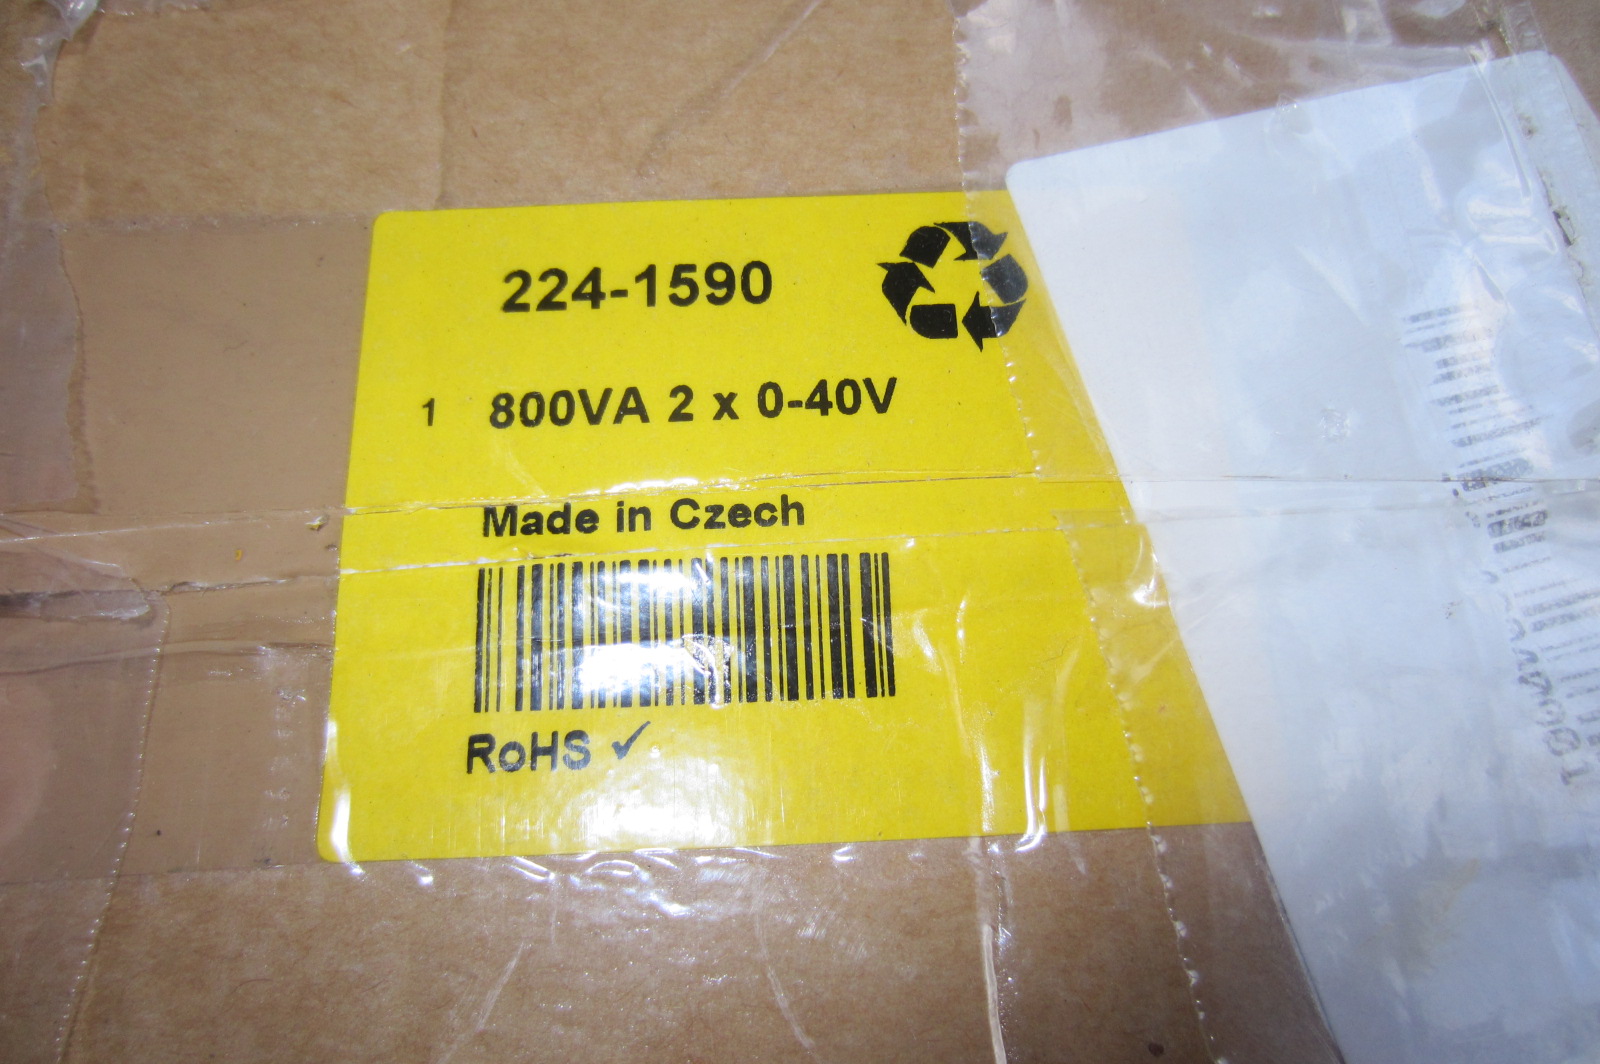 224-1590
1 800VA 2 x 0-40V
Made in Czech
RoHS ✓